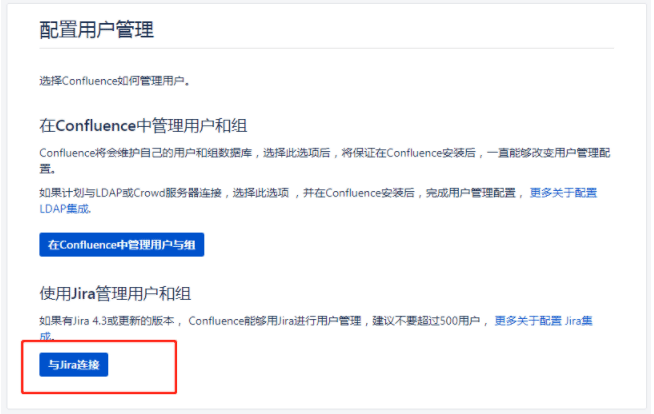 配置用户管理
选择Confluence如何管理用户。
在Confluence中管理用户和组
Confluence将会维护自己的用户和组数据库，选择此选项后，将保证在Confluence安装后，一直能够改变用户管理配
置。
如果计划与LDAP或Crowd服务器连接，选择此选项 ，并在Confluence安装后，完成用户管理配置， 更多关于配置
LDAP集成.
在Confluence中管理用户与组
使用Jira管理用户和组
如果有Jira 4.3或更新的版本， Confluence能够用Jira进行用户管理，建议不要超过500用户， 更多关于配置 Jira集
成.
与Jira连接